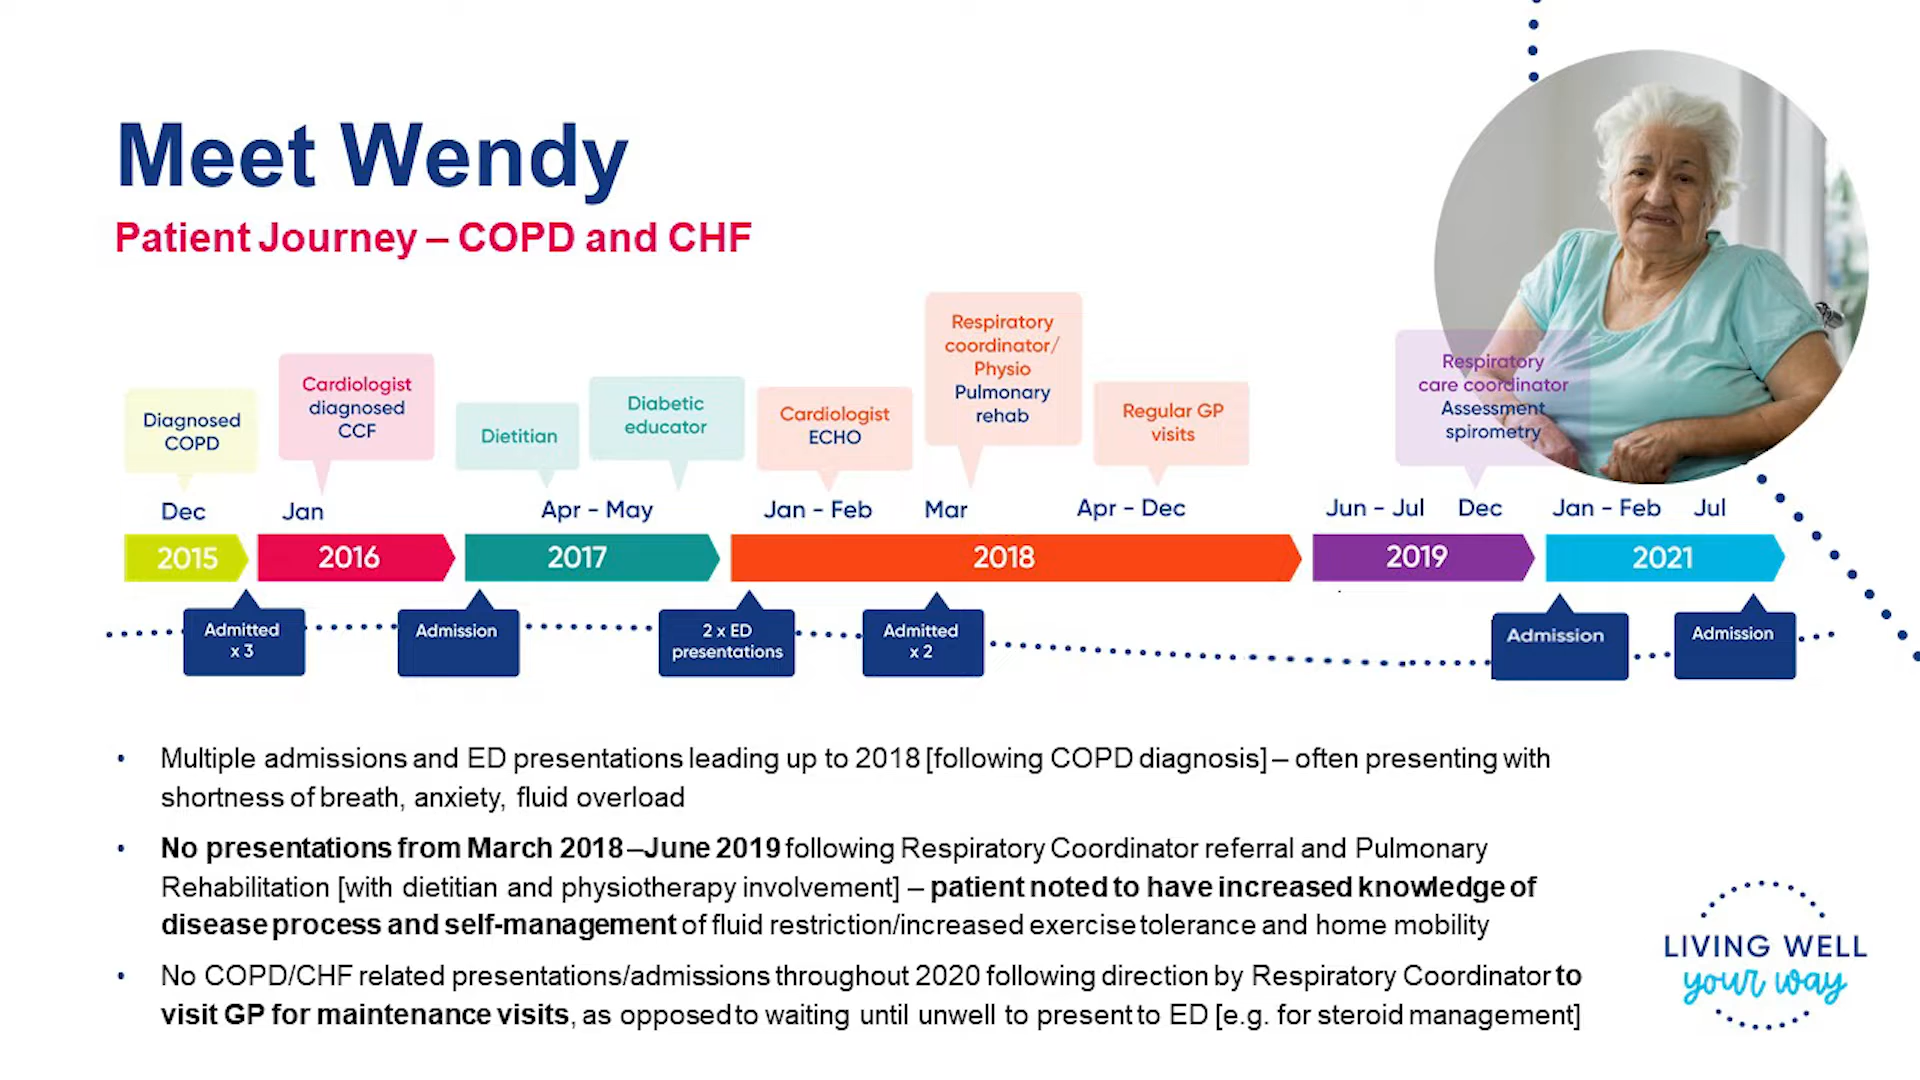 Meet Wendy
Patient Journey – COPD and CHF
Diagnosed
COPD
Cardiologist
diagnosed
CCF
Dietitian
Diabetic
educator
Cardiologist
ECHO
Respiratory
coordinator/
Physio
Pulmonary
rehab
Regular GP
visits
Respiratory
care coordinator
Assessment
spirometry
Dec
Jan
Apr - May
Jan - Feb
Mar
Apr - Dec
Jun - Jul
Dec
Jan - Feb
Jul
2015
2016
2017
2018
2019
2021
Admitted
x 3
Admission
2 x ED
presentations
Admitted
x 2
Admission
Admission
• Multiple admissions and ED presentations leading up to 2018 [following COPD diagnosis] – often presenting with
shortness of breath, anxiety, fluid overload
• No presentations from March 2018 – June 2019 following Respiratory Coordinator referral and Pulmonary
Rehabilitation [with dietitian and physiotherapy involvement] – patient noted to have increased knowledge of
disease process and self-management of fluid restriction/increased exercise tolerance and home mobility
• No COPD/CHF related presentations/admissions throughout 2020 following direction by Respiratory Coordinator to
visit GP for maintenance visits, as opposed to waiting until unwell to present to ED [e.g. for steroid management]
LIVING WELL
your way